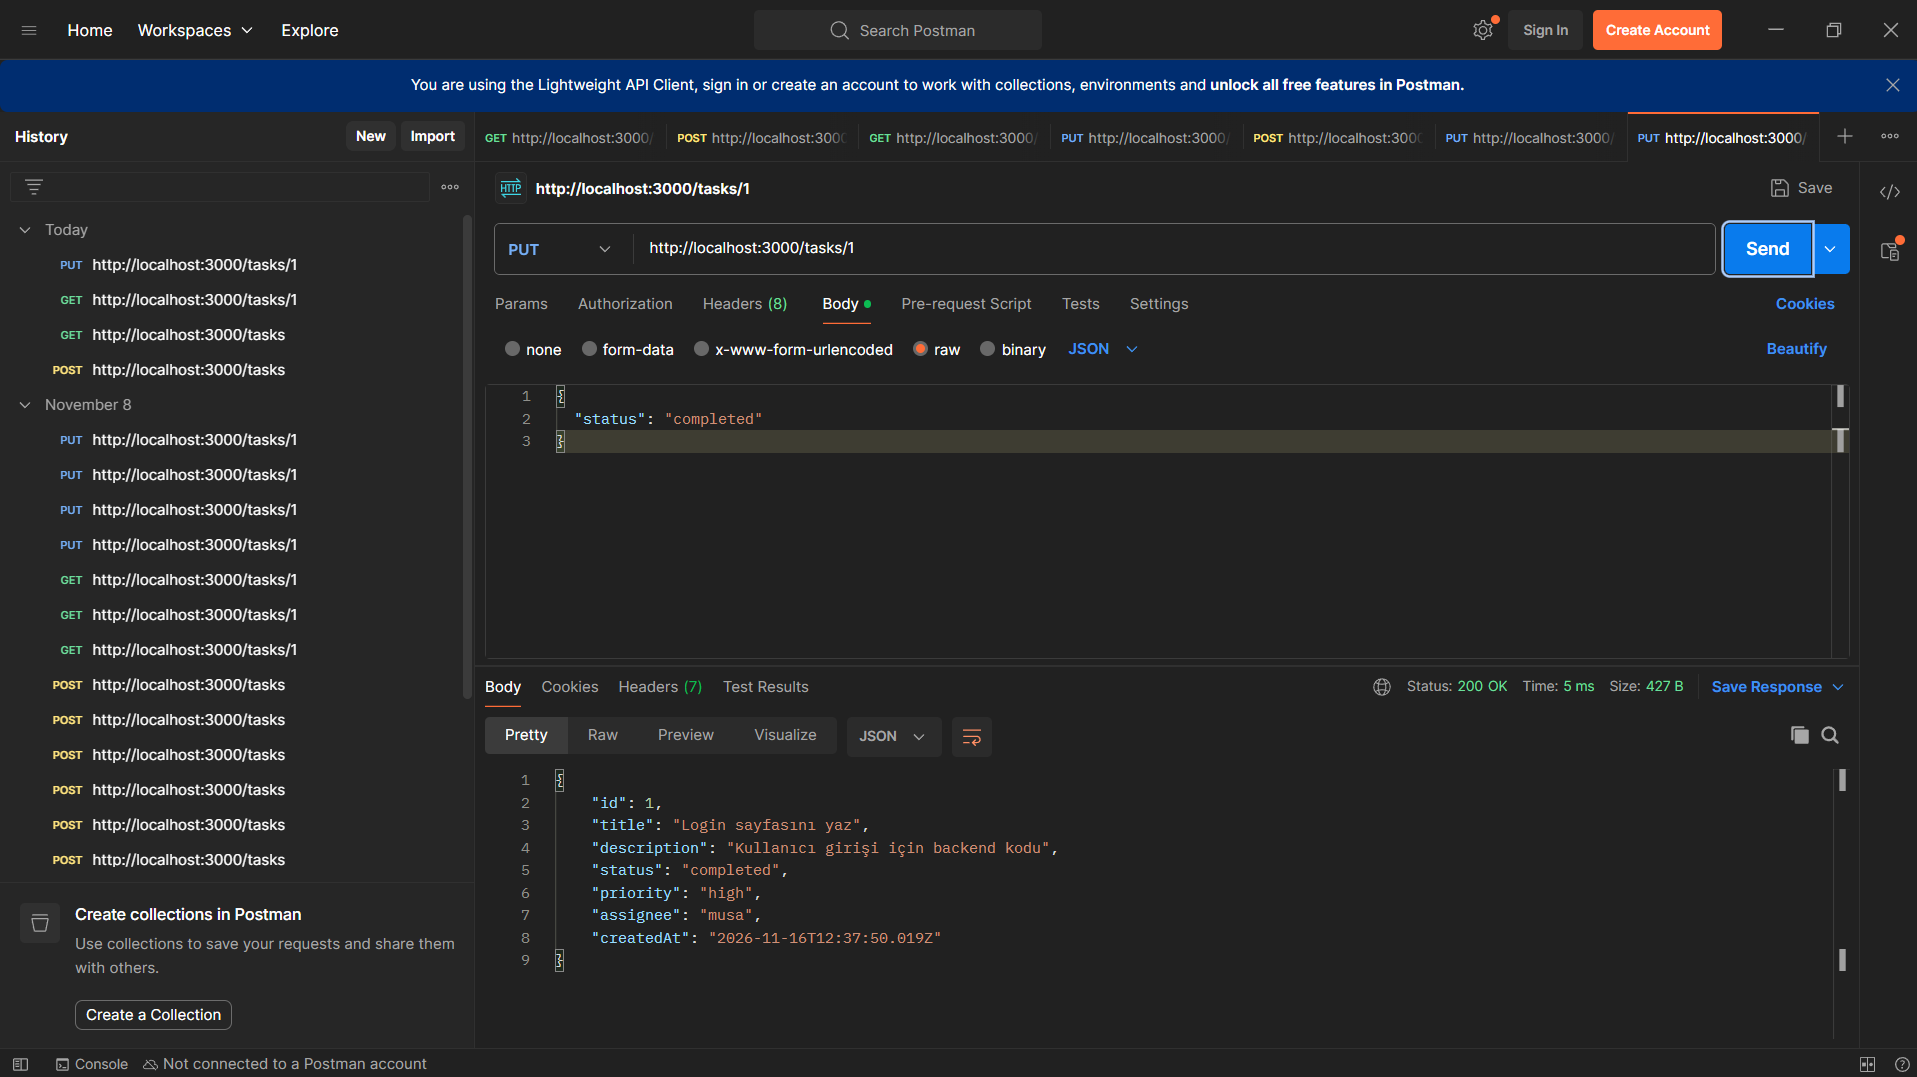 Home
Workspaces
Explore
Search Postman
Sign In
Create Account
You are using the Lightweight API Client, sign in or create an account to work with collections, environments and unlock all free features in Postman.
History
New
Import
GET http://localhost:3000/
POST http://localhost:3000
GET http://localhost:3000/
PUT http://localhost:3000/
POST http://localhost:3000
PUT http://localhost:3000/
PUT http://localhost:3000/
Today
PUT http://localhost:3000/tasks/1
GET http://localhost:3000/tasks/1
GET http://localhost:3000/tasks
POST http://localhost:3000/tasks
November 8
PUT http://localhost:3000/tasks/1
PUT http://localhost:3000/tasks/1
PUT http://localhost:3000/tasks/1
PUT http://localhost:3000/tasks/1
GET http://localhost:3000/tasks/1
GET http://localhost:3000/tasks/1
GET http://localhost:3000/tasks/1
POST http://localhost:3000/tasks
POST http://localhost:3000/tasks
POST http://localhost:3000/tasks
POST http://localhost:3000/tasks
POST http://localhost:3000/tasks
POST http://localhost:3000/tasks
Create collections in Postman
Use collections to save your requests and share them
with others.
Create a Collection
HTTP http://localhost:3000/tasks/1
Save
PUT http://localhost:3000/tasks/1
Send
Params Authorization Headers (8) Body Pre-request Script Tests Settings
Cookies
none form-data x-www-form-urlencoded raw binary JSON
Beautify
1 {
2 "status": "completed"
3 }
Body Cookies Headers (7) Test Results
Status: 200 OK Time: 5 ms Size: 427 B Save Response
Pretty Raw Preview Visualize JSON
1 {
2 "id": 1,
3 "title": "Login sayfasını yaz",
4 "description": "Kullanıcı girişi için backend kodu",
5 "status": "completed",
6 "priority": "high",
7 "assignee": "musa",
8 "createdAt": "2026-11-16T12:37:50.019Z"
9 }
Console
Not connected to a Postman account